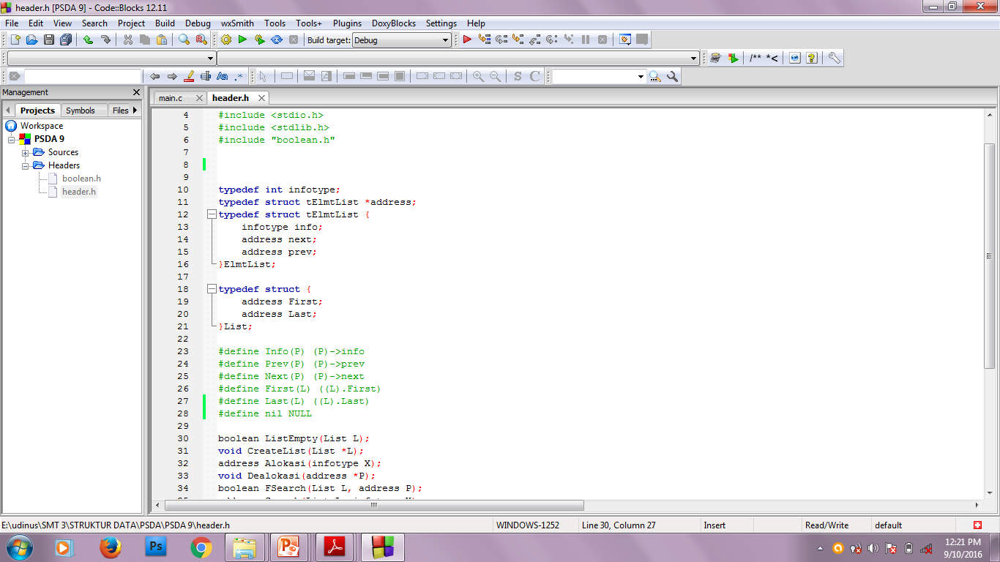 header.h [PSDA 9] - Code::Blocks 12.11
File Edit View Search Project Build Debug wxSmith Tools Tools+ Plugins DoxyBlocks Settings Help
Build target: Debug
/** *<
Management
main.c header.h
Projects Symbols Files
Workspace
PSDA 9
Sources
Headers
boolean.h
header.h
4 #include <stdio.h>
5 #include <stdlib.h>
6 #include "boolean.h"
7
8
9
10 typedef int infotype;
11 typedef struct tElmtList *address;
12 typedef struct tElmtList {
13 infotype info;
14 address next;
15 address prev;
16 }ElmtList;
17
18 typedef struct {
19 address First;
20 address Last;
21 }List;
22
23 #define Info(P) (P)->info
24 #define Prev(P) (P)->prev
25 #define Next(P) (P)->next
26 #define First(L) ((L).First)
27 #define Last(L) ((L).Last)
28 #define nil NULL
29
30 boolean ListEmpty(List L);
31 void CreateList(List *L);
32 address Alokasi(infotype X);
33 void Dealokasi(address *P);
34 boolean FSearch(List L, address P);
E:\udinus\SMT 3\STRUKTUR DATA\PSDA\PSDA 9\header.h WINDOWS-1252 Line 30, Column 27 Insert Read/Write default
Ps
12:21 PM
9/10/2016